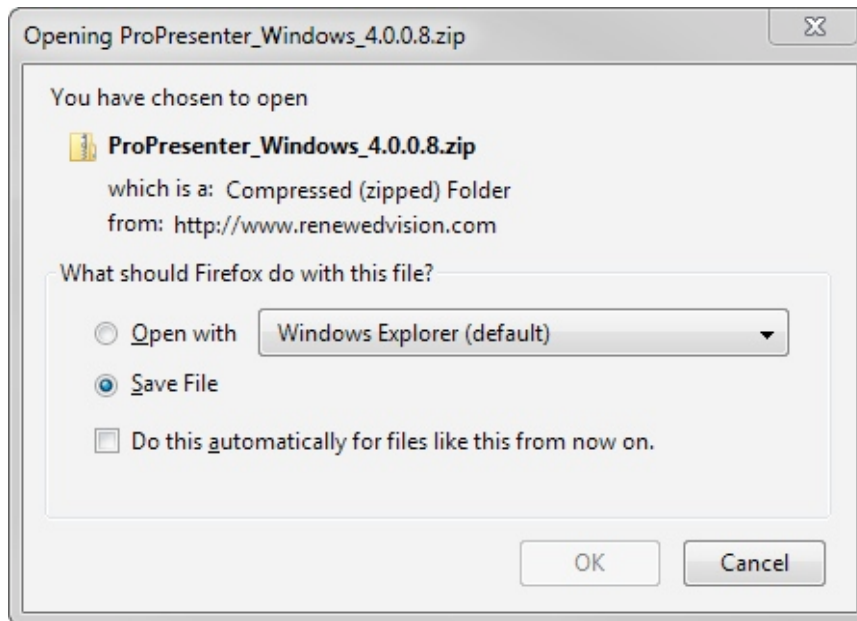 Opening ProPresenter_Windows_4.0.0.8.zip
You have chosen to open
ProPresenter_Windows_4.0.0.8.zip
which is a: Compressed (zipped) Folder
from: http://www.renewedvision.com
What should Firefox do with this file?
Open with Windows Explorer (default)
Save File
Do this automatically for files like this from now on.
OK Cancel